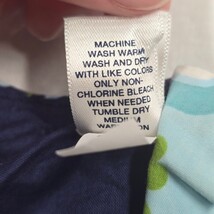 MACHINE
WASH WARM
WASH AND DRY
WITH LIKE COLORS
ONLY NON-
CHLORINE BLEACH
WHEN NEEDED
TUMBLE DRY
MEDIUM